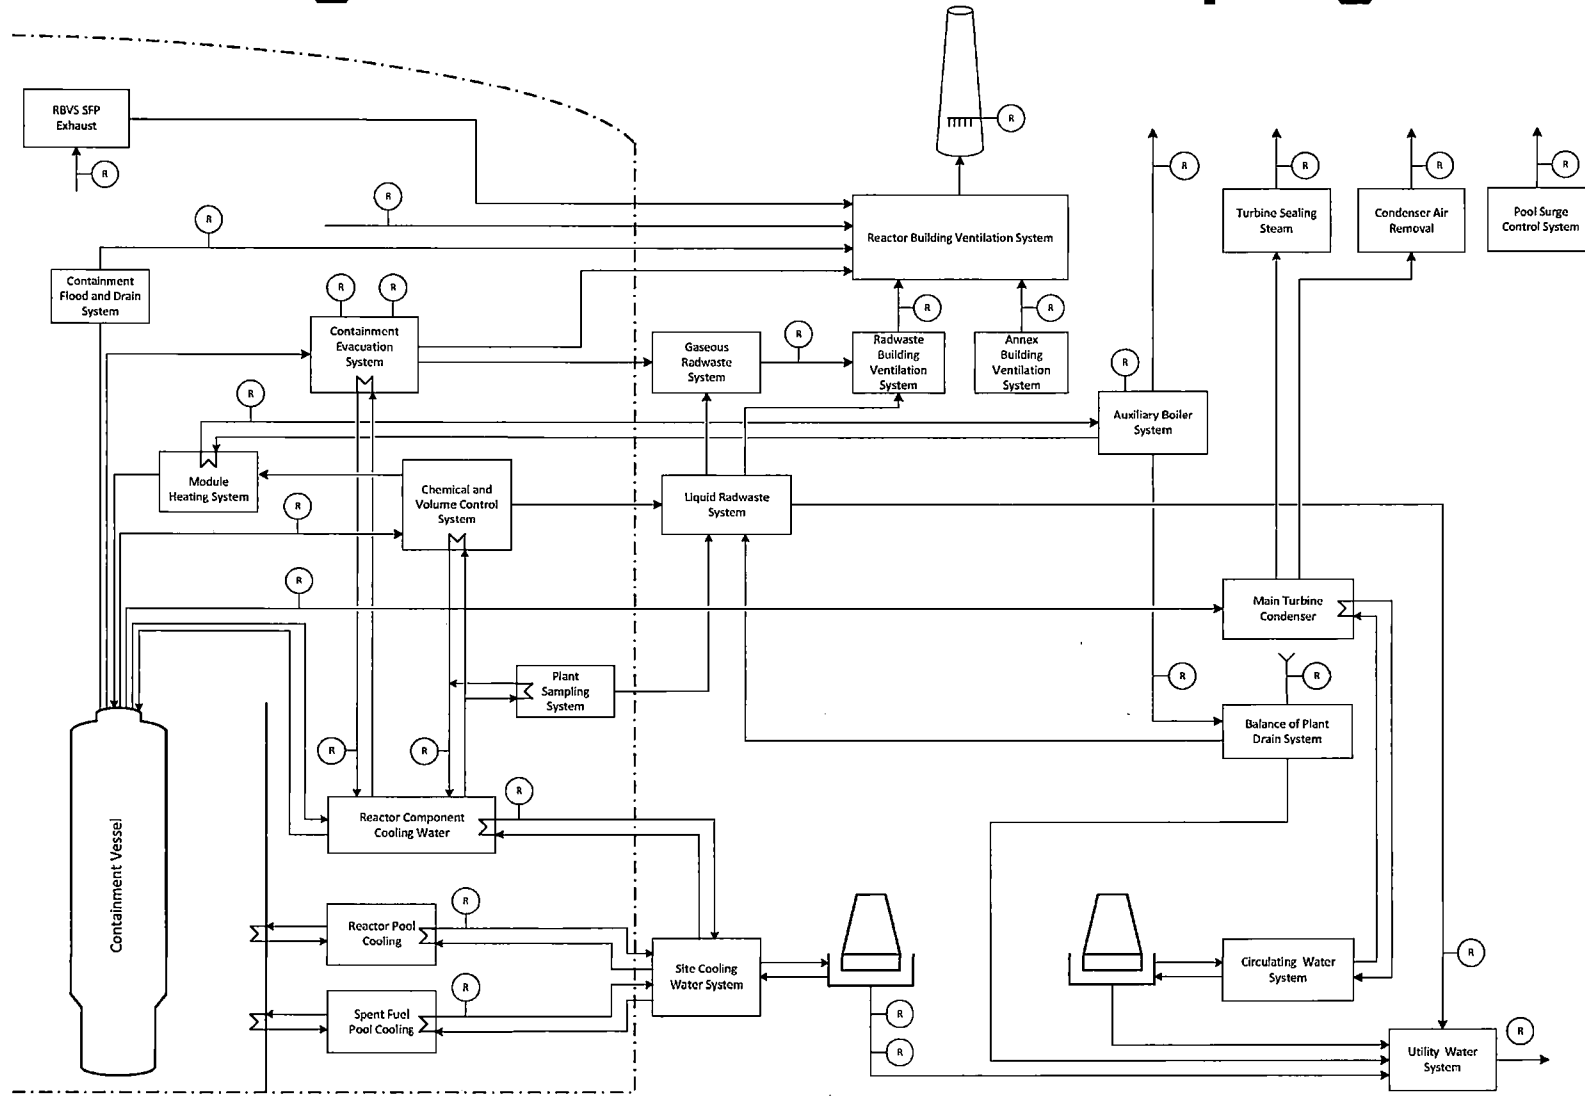 R
RBVS SFP
Exhaust
R
R
R
R
R
R
Turbine Sealing
Steam
Condenser Air
Removal
Pool Surge
Control System
R
R
Reactor Building Ventilation System
Containment
Flood and Drain
System
R
R
R
R
Containment
Evacuation
System
Gaseous
Radwaste
System
R
Radwaste
Building
Ventilation
System
Annex
Building
Ventilation
System
R
R
Auxiliary Boiler
System
Module
Heating System
Chemical and
Volume Control
System
Liquid Radwaste
System
R
R
Main Turbine
Condenser
Plant
Sampling
System
R
R
Balance of Plant
Drain System
R
R
R
Reactor Component
Cooling Water
Containment Vessel
R
Reactor Pool
Cooling
Site Cooling
Water System
Circulating Water
System
R
R
Spent Fuel
Pool Cooling
R
R
R
Utility Water
System